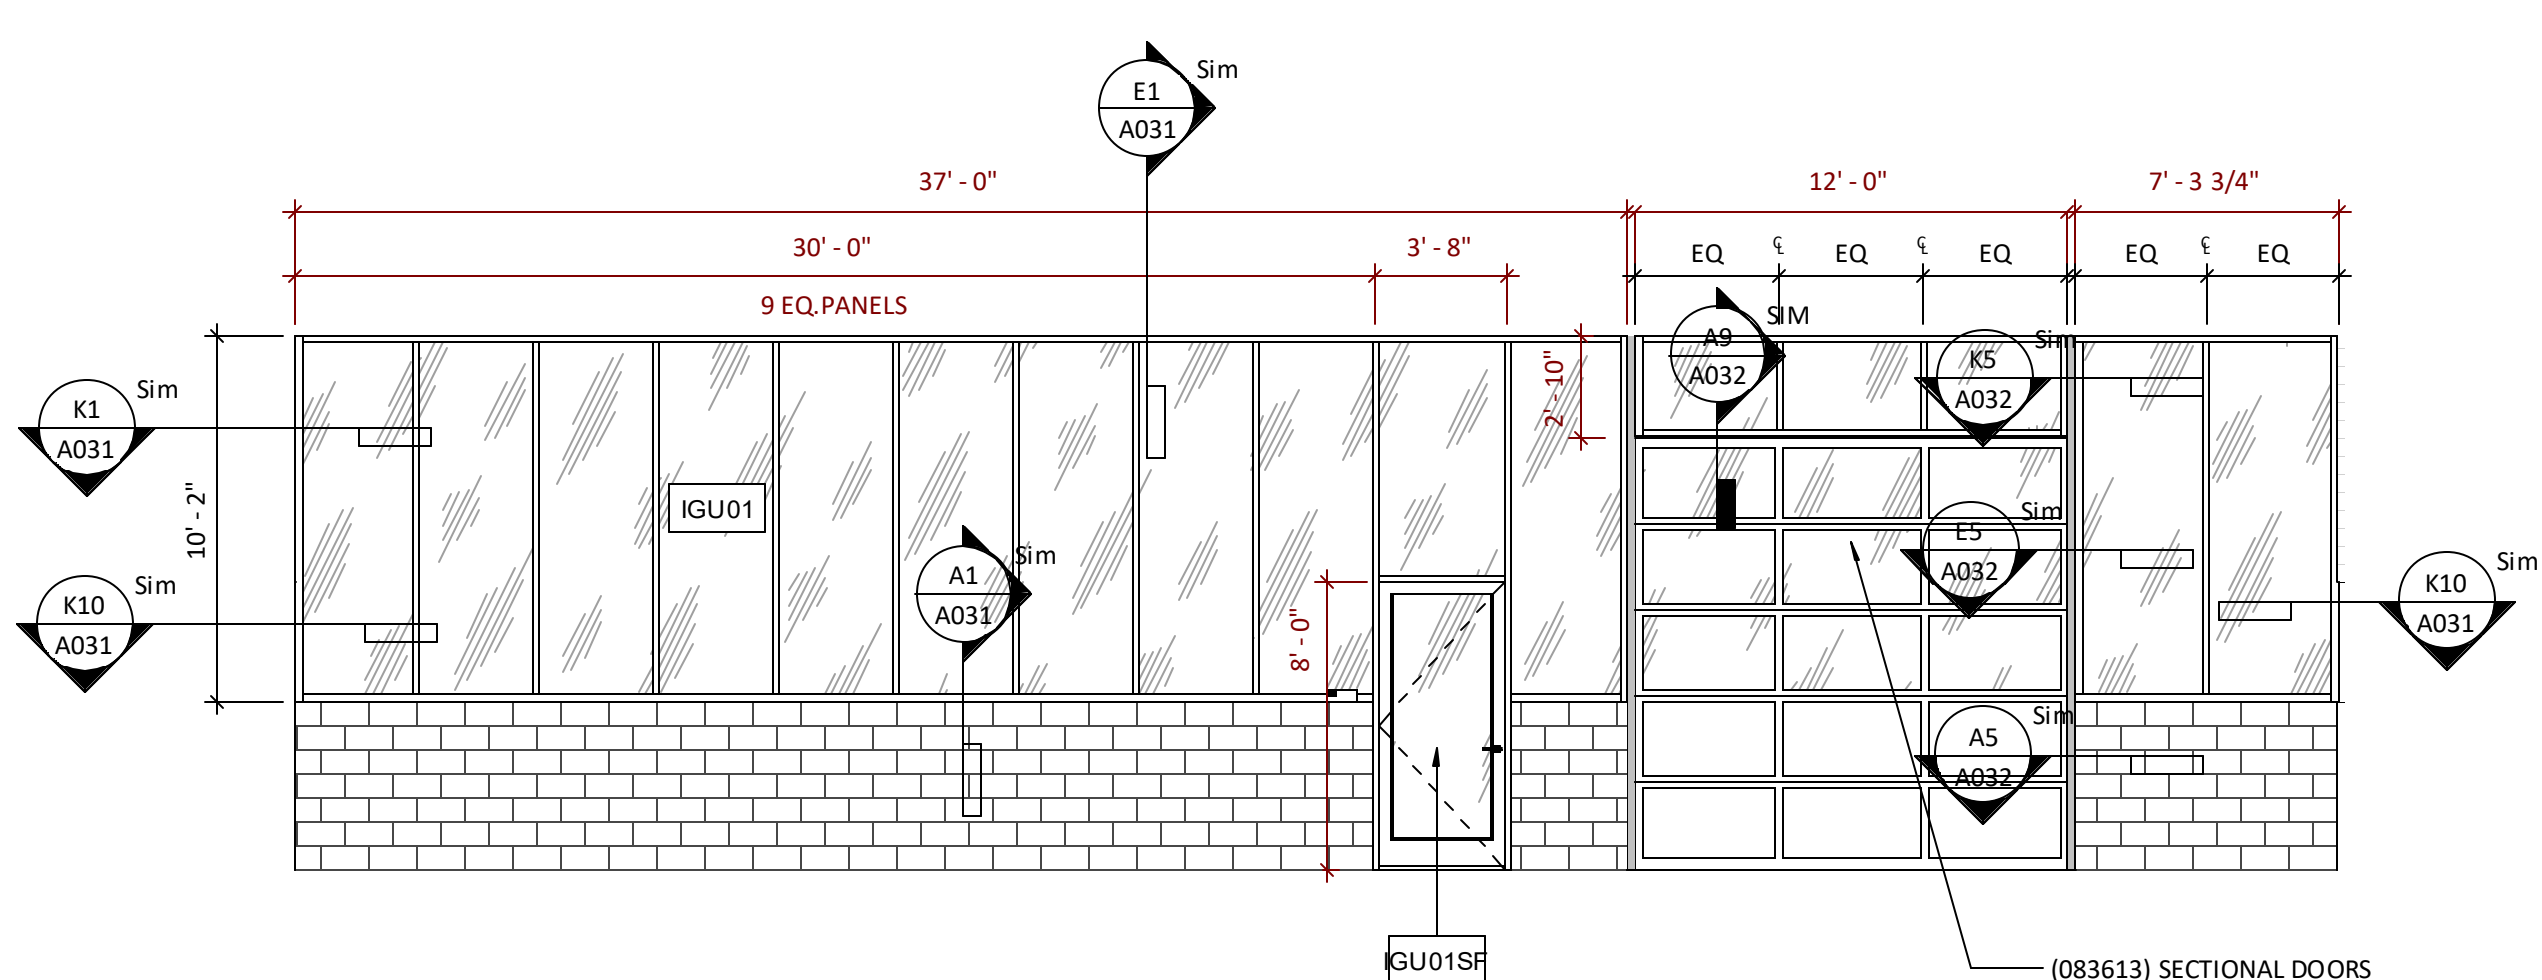 E1
A031
Sim
37' - 0"
12' - 0"
7' - 3 3/4"
30' - 0"
3' - 8"
EQ
℄
EQ
℄
EQ
EQ
℄
EQ
9 EQ.PANELS
A9
A032
SIM
K5
A032
Sim
2' - 10"
K1
A031
Sim
10' - 2"
IGU01
E5
A032
Sim
A1
A031
Sim
K10
A031
Sim
K10
A031
Sim
8' - 0"
A5
A032
Sim
IGU01SF
(083613) SECTIONAL DOORS